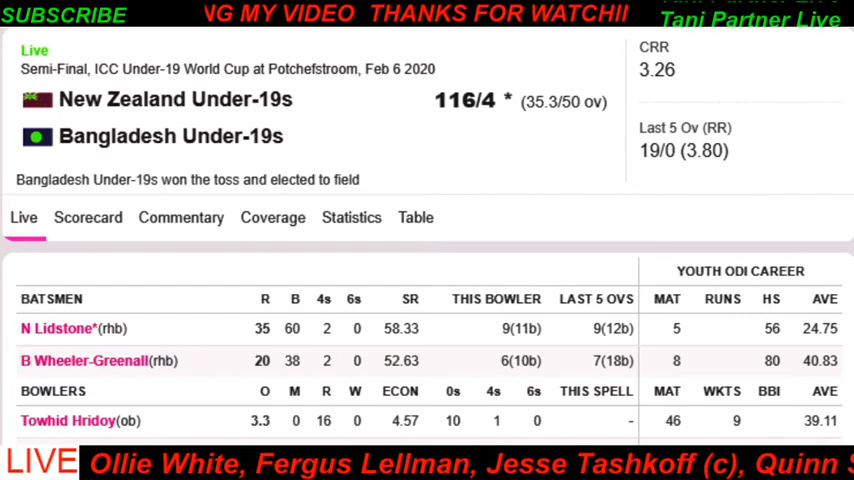 SUBSCRIBE
NG MY VIDEO THANKS FOR WATCHII
Tani Partner Live
Live
Semi-Final, ICC Under-19 World Cup at Potchefstroom, Feb 6 2020
New Zealand Under-19s 116/4 * (35.3/50 ov)
Bangladesh Under-19s
Bangladesh Under-19s won the toss and elected to field
CRR
3.26
Last 5 Ov (RR)
19/0 (3.80)
Live Scorecard Commentary Coverage Statistics Table
YOUTH ODI CAREER
BATSMEN R B 4s 6s SR THIS BOWLER LAST 5 OVS MAT RUNS HS AVE
N Lidstone*(rhb) 35 60 2 0 58.33 9(11b) 9(12b) 5 56 24.75
B Wheeler-Greenall(rhb) 20 38 2 0 52.63 6(10b) 7(18b) 8 80 40.83
BOWLERS O M R W ECON 0s 4s 6s THIS SPELL MAT WKTS BBI AVE
Towhid Hridoy(ob) 3.3 0 16 0 4.57 10 1 0 - 46 9 39.11
LIVE Ollie White, Fergus Lellman, Jesse Tashkoff (c), Quinn S